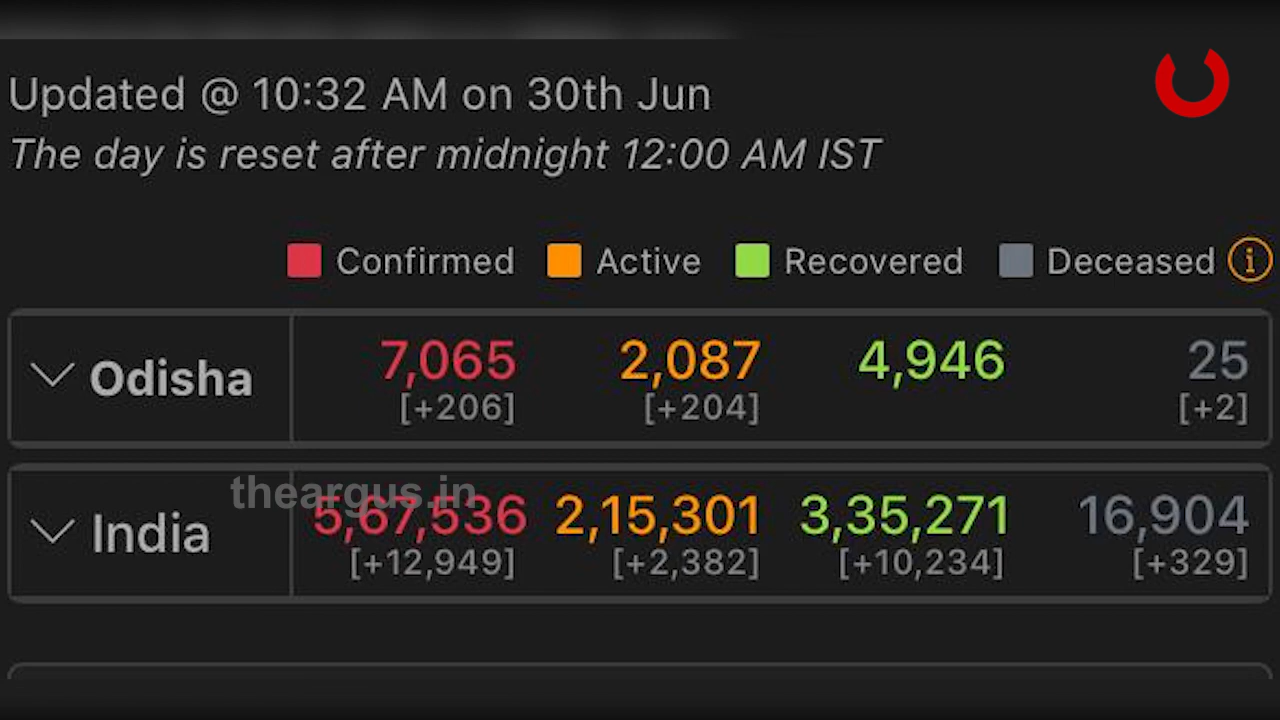 Updated @ 10:32 AM on 30th Jun
The day is reset after midnight 12:00 AM IST
Confirmed Active Recovered Deceased i
Odisha 7,065 2,087 4,946 25
[+206] [+204] [+2]
theargus.in
India 5,67,536 2,15,301 3,35,271 16,904
[+12,949] [+2,382] [+10,234] [+329]